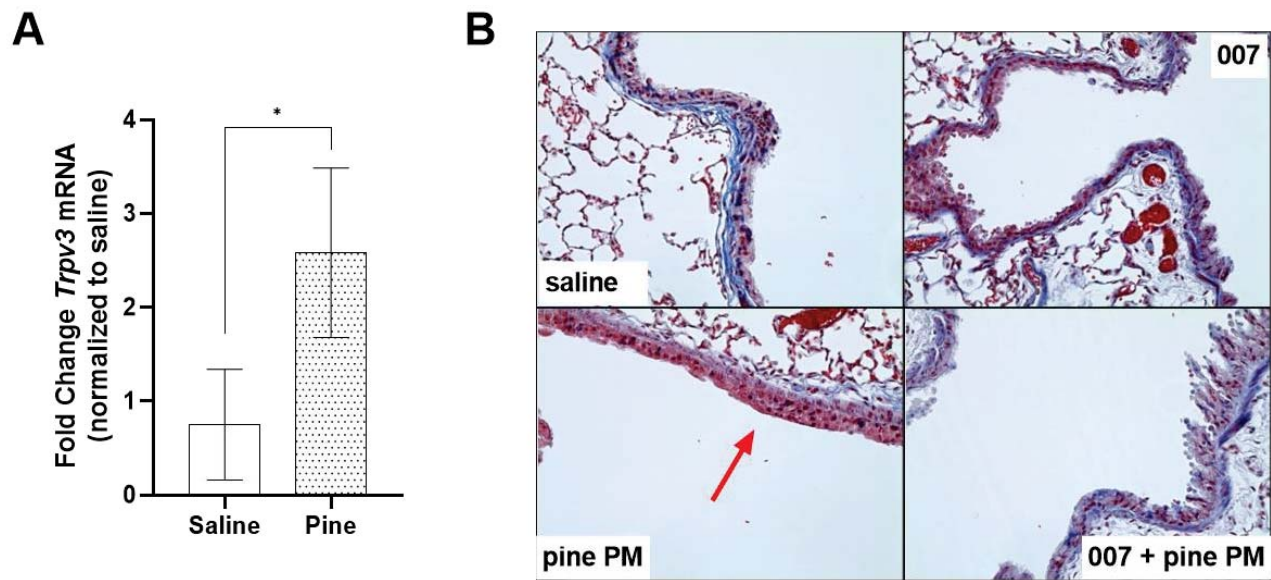 A
B
*
4
3
2
1
0
Fold Change Trpv3 mRNA
(normalized to saline)
Saline
Pine
saline
007
pine PM
007 + pine PM